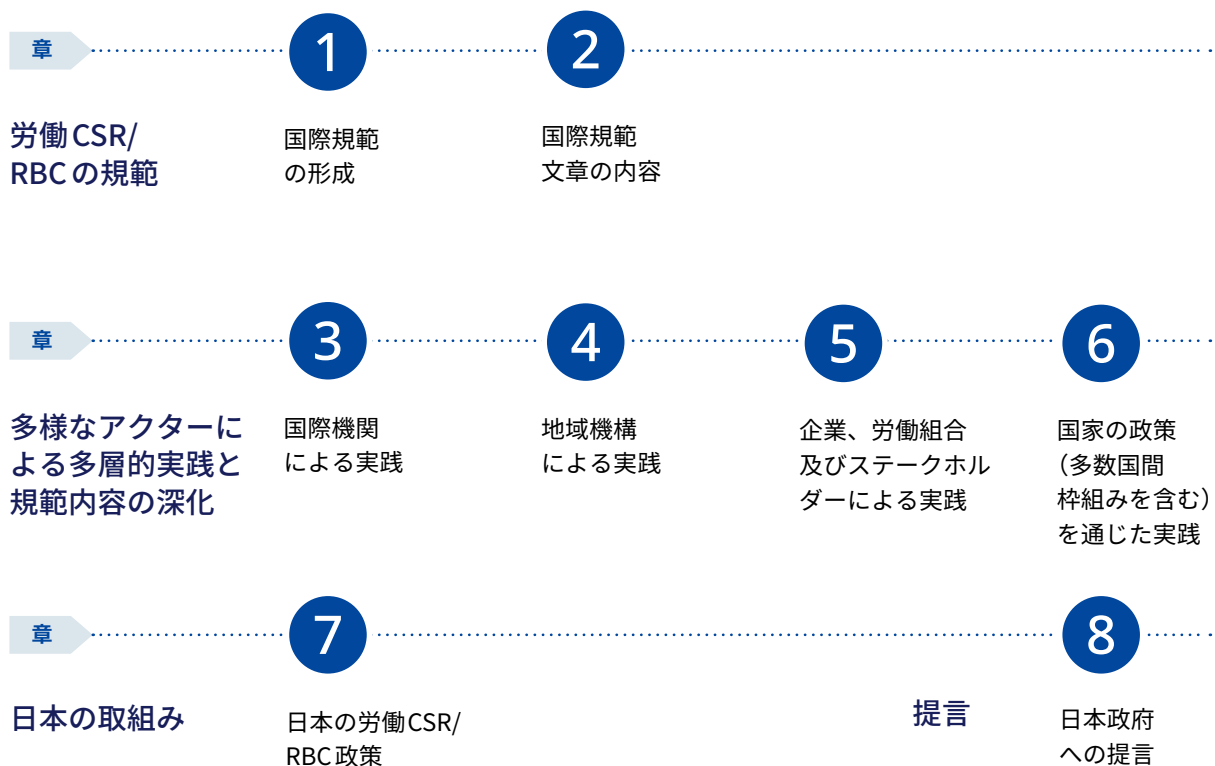 章
1
2
労働CSR/
RBCの規範
国際規範
の形成
国際規範
文章の内容
章
3
4
5
6
多様なアクターに
よる多層的実践と
規範内容の深化
国際機関
による実践
地域機構
による実践
企業、労働組合
及びステークホル
ダーによる実践
国家の政策
（多数国間
枠組みを含む）
を通じた実践
章
7
8
日本の取組み
日本の労働CSR/
RBC政策
提言
日本政府
への提言